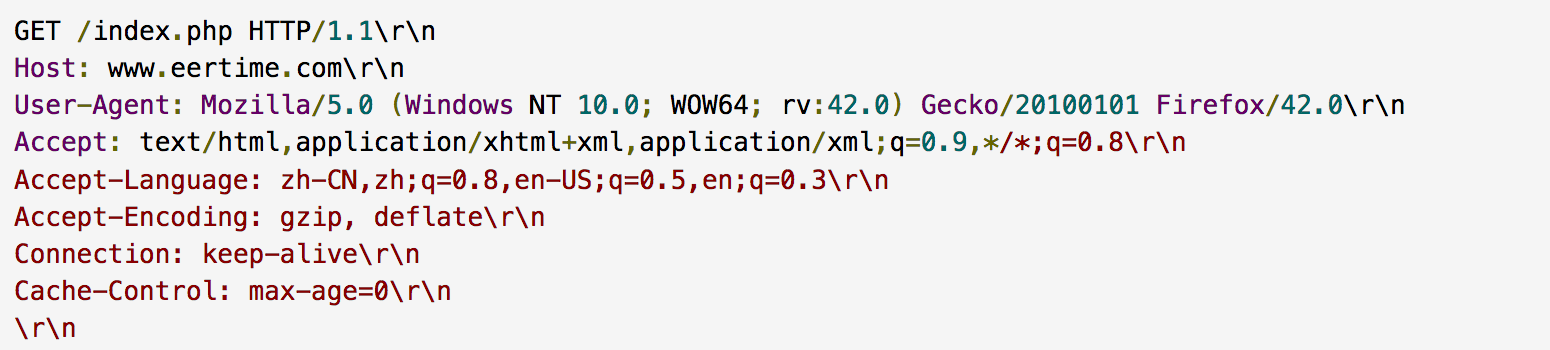 GET /index.php HTTP/1.1\r\n
Host: www.eertime.com\r\n
User-Agent: Mozilla/5.0 (Windows NT 10.0; WOW64; rv:42.0) Gecko/20100101 Firefox/42.0\r\n
Accept: text/html,application/xhtml+xml,application/xml;q=0.9,*/*;q=0.8\r\n
Accept-Language: zh-CN,zh;q=0.8,en-US;q=0.5,en;q=0.3\r\n
Accept-Encoding: gzip, deflate\r\n
Connection: keep-alive\r\n
Cache-Control: max-age=0\r\n
\r\n